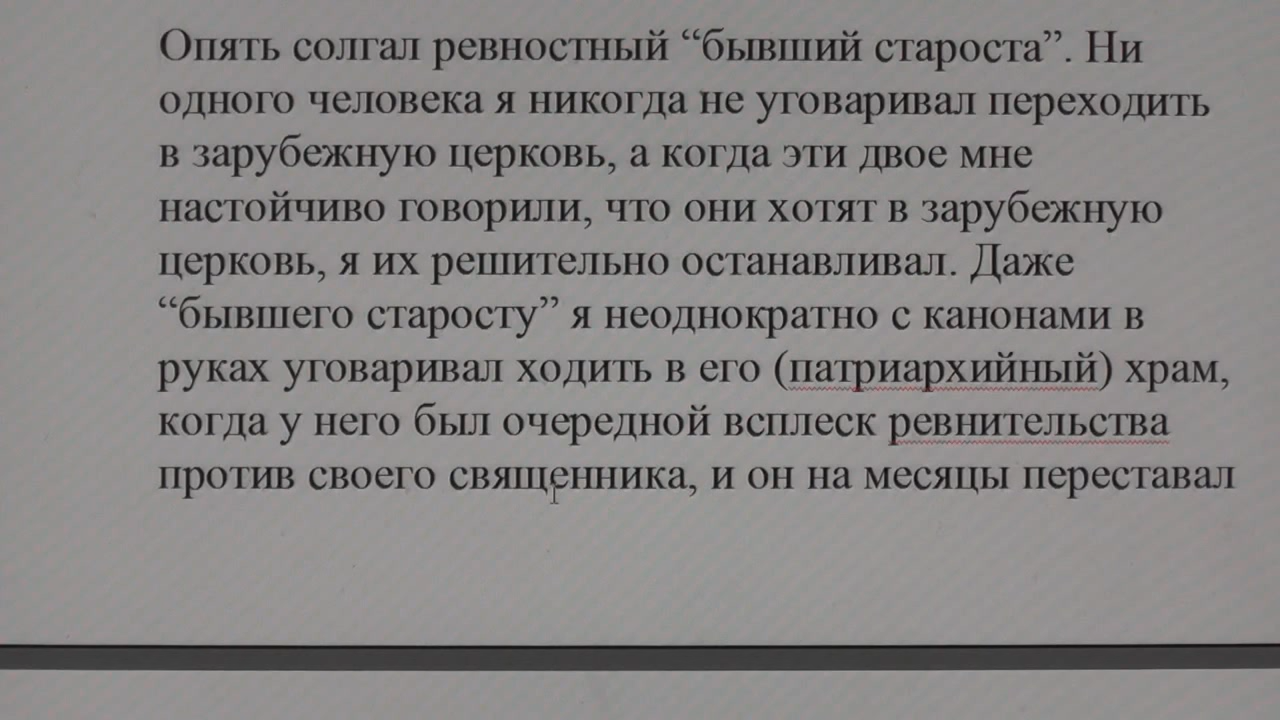 Опять солгал ревностный “бывший староста”. Ни
одного человека я никогда не уговаривал переходить
в зарубежную церковь, а когда эти двое мне
настойчиво говорили, что они хотят в зарубежную
церковь, я их решительно останавливал. Даже
“бывшего старосту” я неоднократно с канонами в
руках уговаривал ходить в его (патриархийный) храм,
когда у него был очередной всплеск ревнительства
против своего священника, и он на месяцы переставал